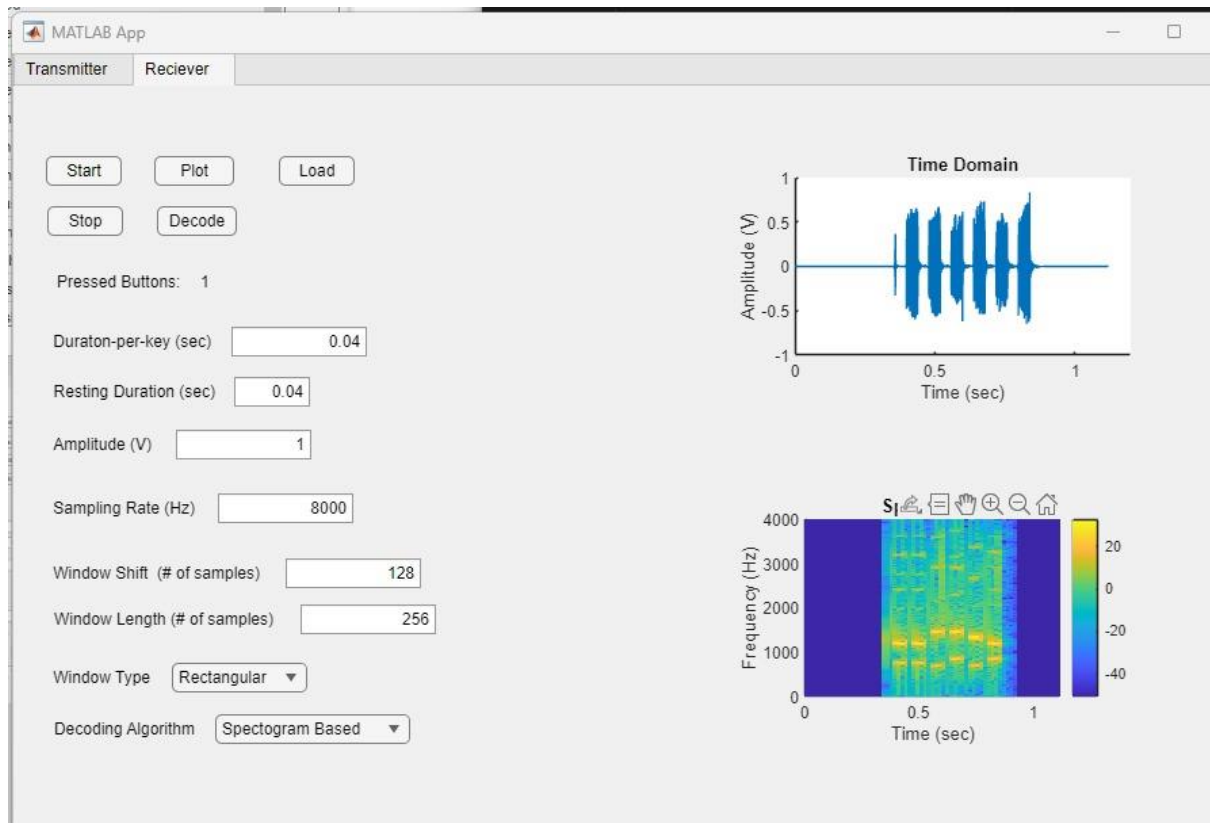 MATLAB App
Transmitter Reciever
Start Plot Load
Stop Decode
Pressed Buttons: 1
Duraton-per-key (sec) 0.04
Resting Duration (sec) 0.04
Amplitude (V) 1
Sampling Rate (Hz) 8000
Window Shift (# of samples) 128
Window Length (# of samples) 256
Window Type Rectangular
Decoding Algorithm Spectogram Based
Time Domain
1
0.5
0
-0.5
-1
Amplitude (V)
0 0.5 1
Time (sec)
4000
3000
2000
1000
0
Frequency (Hz)
0 0.5 1
Time (sec)
20
0
-20
-40